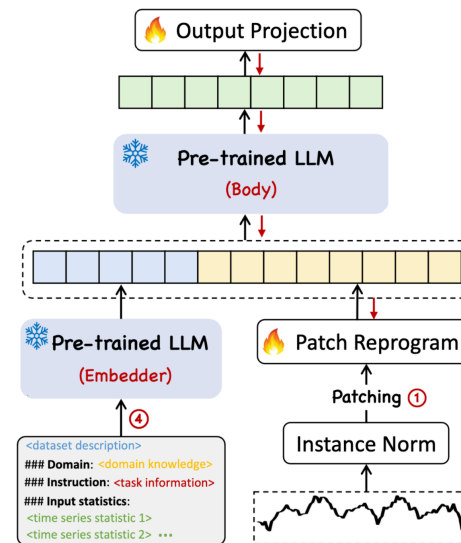 Output Projection
Pre-trained LLM
(Body)
Pre-trained LLM
(Embedder)
Patch Reprogram
Patching 1
4
Instance Norm
<dataset description>
### Domain: <domain knowledge>
### Instruction: <task information>
### Input statistics:
<time series statistic 1>
<time series statistic 2> ...